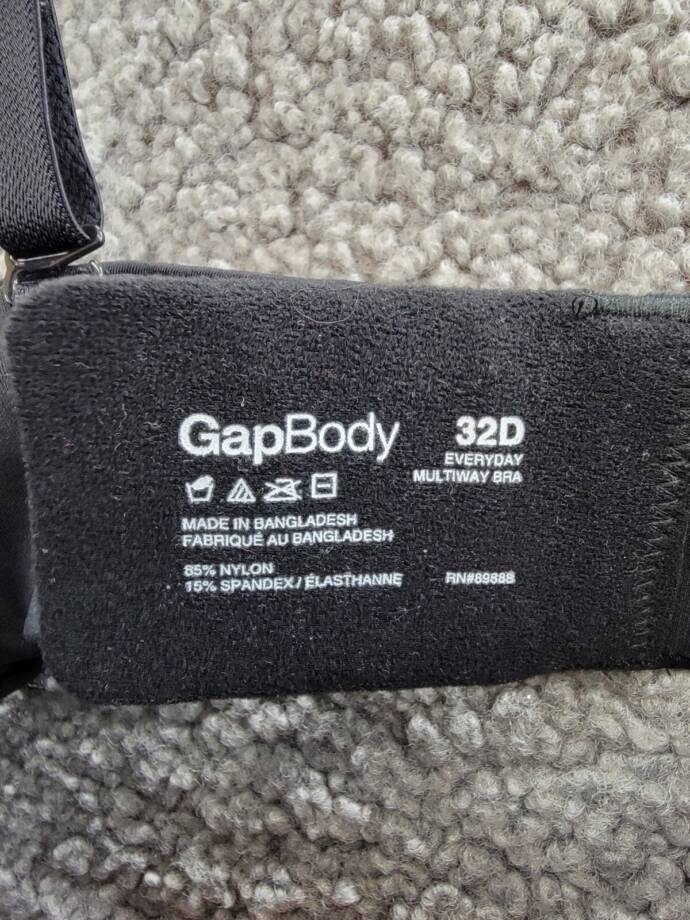 GapBody
32D
EVERYDAY
MULTIWAY BRA
MADE IN BANGLADESH
FABRIQUÉ AU BANGLADESH
85% NYLON
15% SPANDEX / ÉLASTHANNE
RN#89888